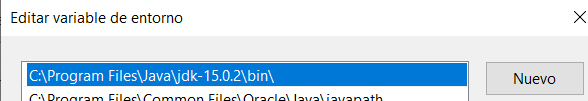 Editar variable de entorno
C:\Program Files\Java\jdk-15.0.2\bin\
Nuevo
C:\Program Files\Common Files\Oracle\Java\javapath